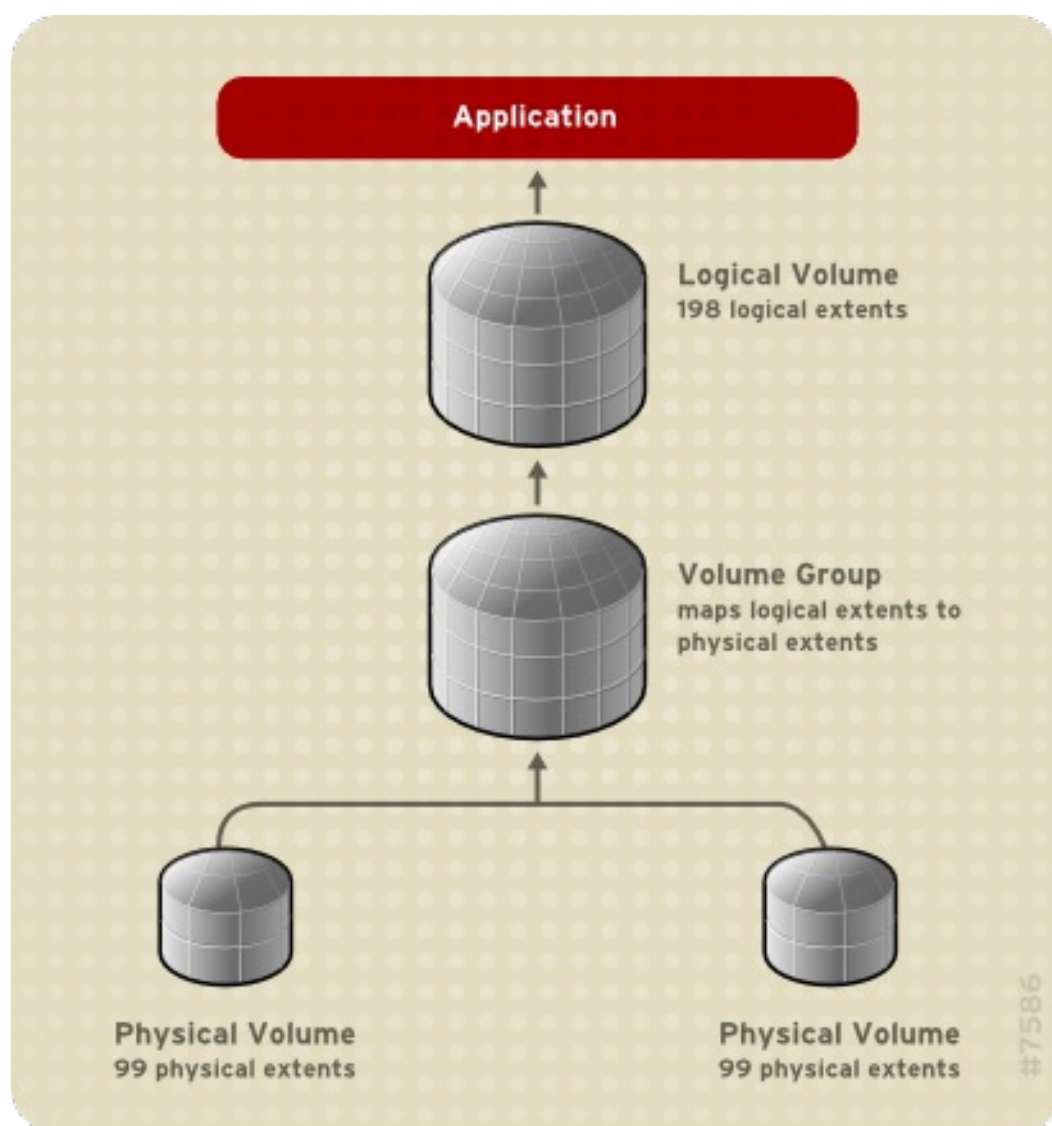 Application
Logical Volume
198 logical extents
Volume Group
maps logical extents to
physical extents
Physical Volume
99 physical extents
Physical Volume
99 physical extents
#7586